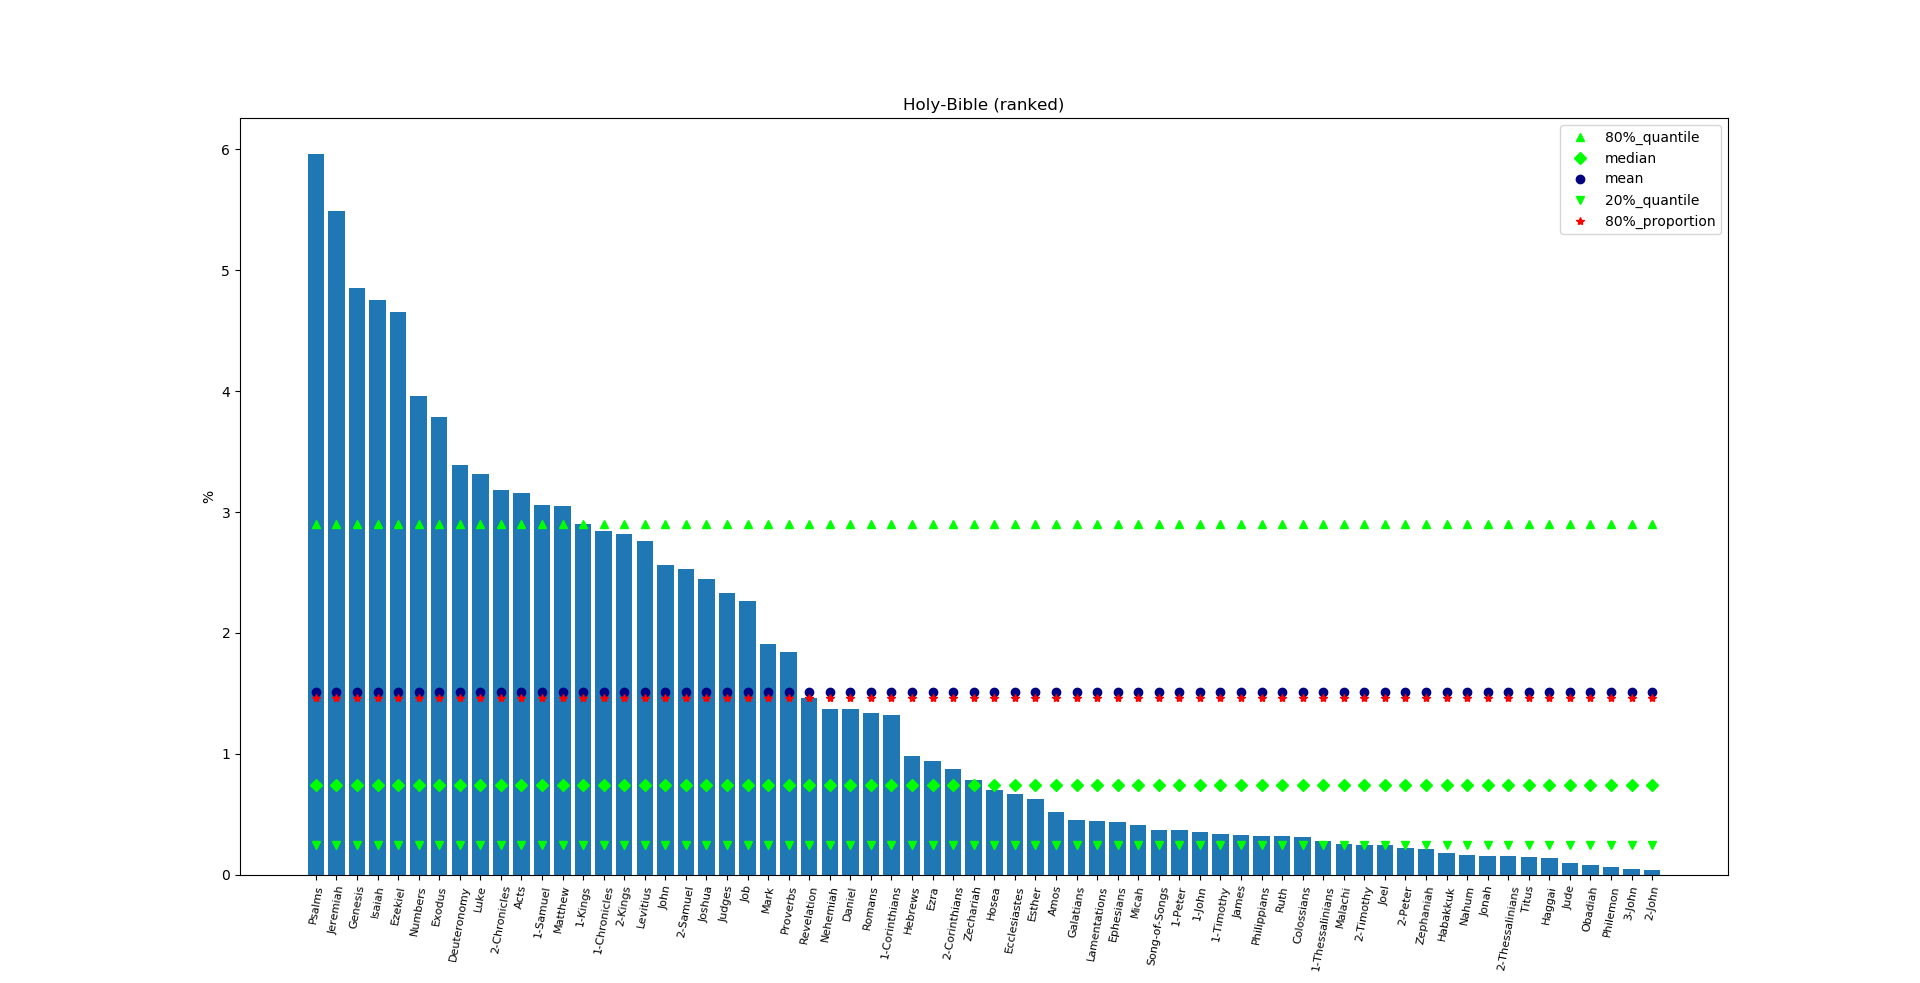 Holy-Bible (ranked)
80%_quantile
median
mean
20%_quantile
80%_proportion
%
6
5
4
3
2
1
0
Psalms
Jeremiah
Genesis
Isaiah
Ezekiel
Numbers
Exodus
Deuteronomy
Luke
2-Chronicles
Acts
1-Samuel
Matthew
1-Kings
1-Chronicles
2-Kings
Levitius
John
2-Samuel
Joshua
Judges
Job
Mark
Proverbs
Revelation
Nehemiah
Daniel
Romans
1-Corinthians
Hebrews
Ezra
2-Corinthians
Zechariah
Hosea
Ecclesiastes
Esther
Amos
Galatians
Lamentations
Ephesians
Micah
Song-of-Songs
1-Peter
1-John
1-Timothy
James
Philippians
Ruth
Colossians
1-Thessalinians
Malachi
2-Timothy
Joel
2-Peter
Zephaniah
Habakkuk
Nahum
Jonah
2-Thessalinians
Titus
Haggai
Jude
Obadiah
Philemon
3-John
2-John